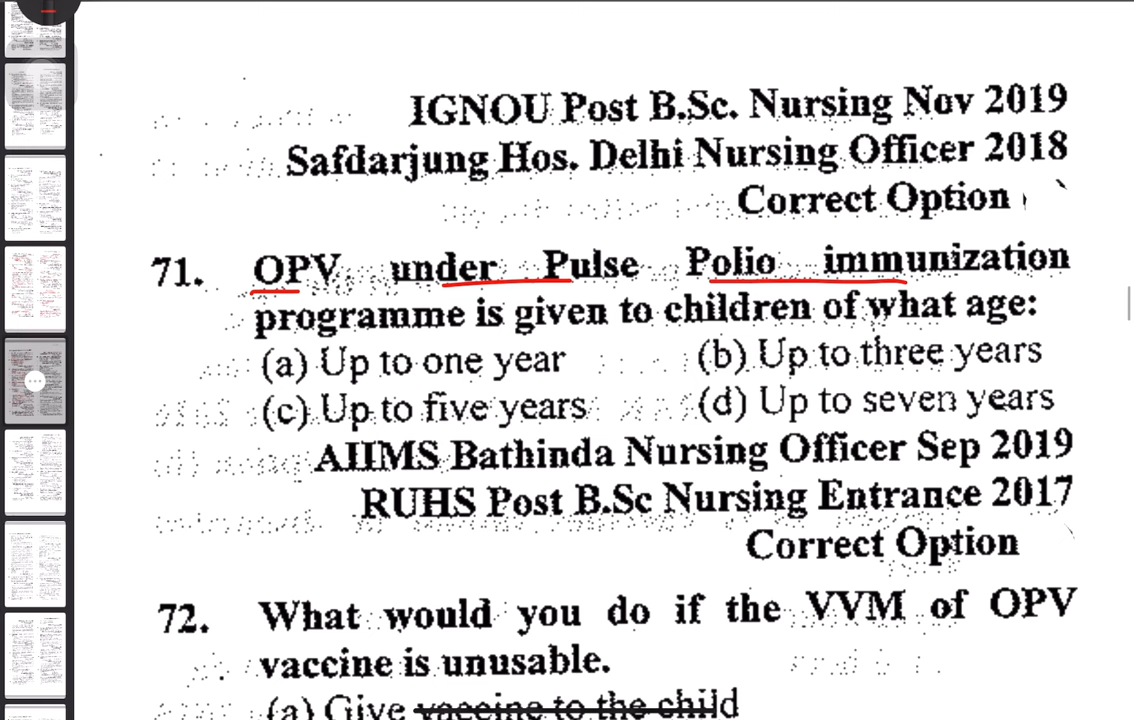 IGNOU Post B.Sc. Nursing Nov 2019
Safdarjung Hos. Delhi Nursing Officer 2018
Correct Option
71. OPV under Pulse Polio immunization
programme is given to children of what age:
(a) Up to one year (b) Up to three years
(c) Up to five years (d) Up to seven years
AIIMS Bathinda Nursing Officer Sep 2019
RUHS Post B.Sc Nursing Entrance 2017
Correct Option
72. What would you do if the VVM of OPV
vaccine is unusable.
(a) Give vaccine to the child